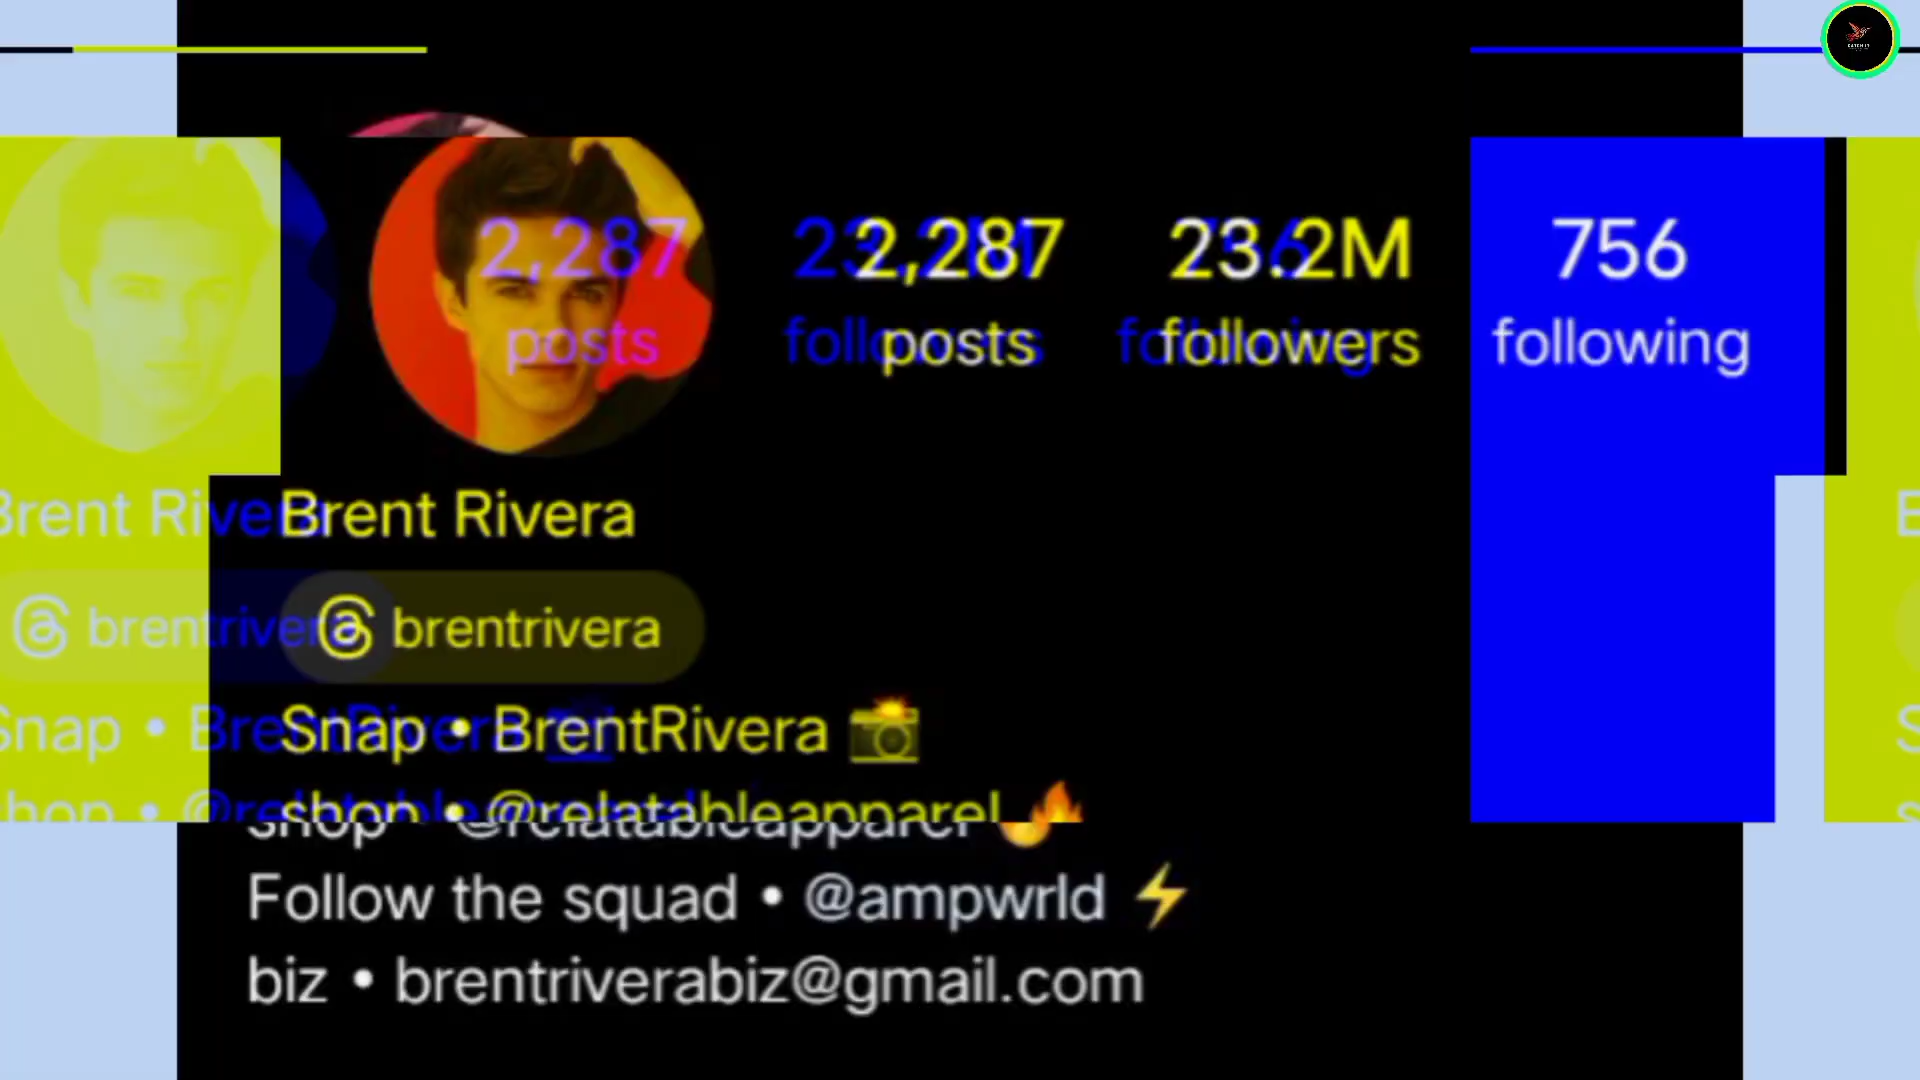 2,287 23.2M 756
posts followers following
Brent Rivera
brentrivera
Snap • BrentRivera 📸
shop • @relatableapparel 🔥
Follow the squad • @ampwrld ⚡
biz • brentriverabiz@gmail.com